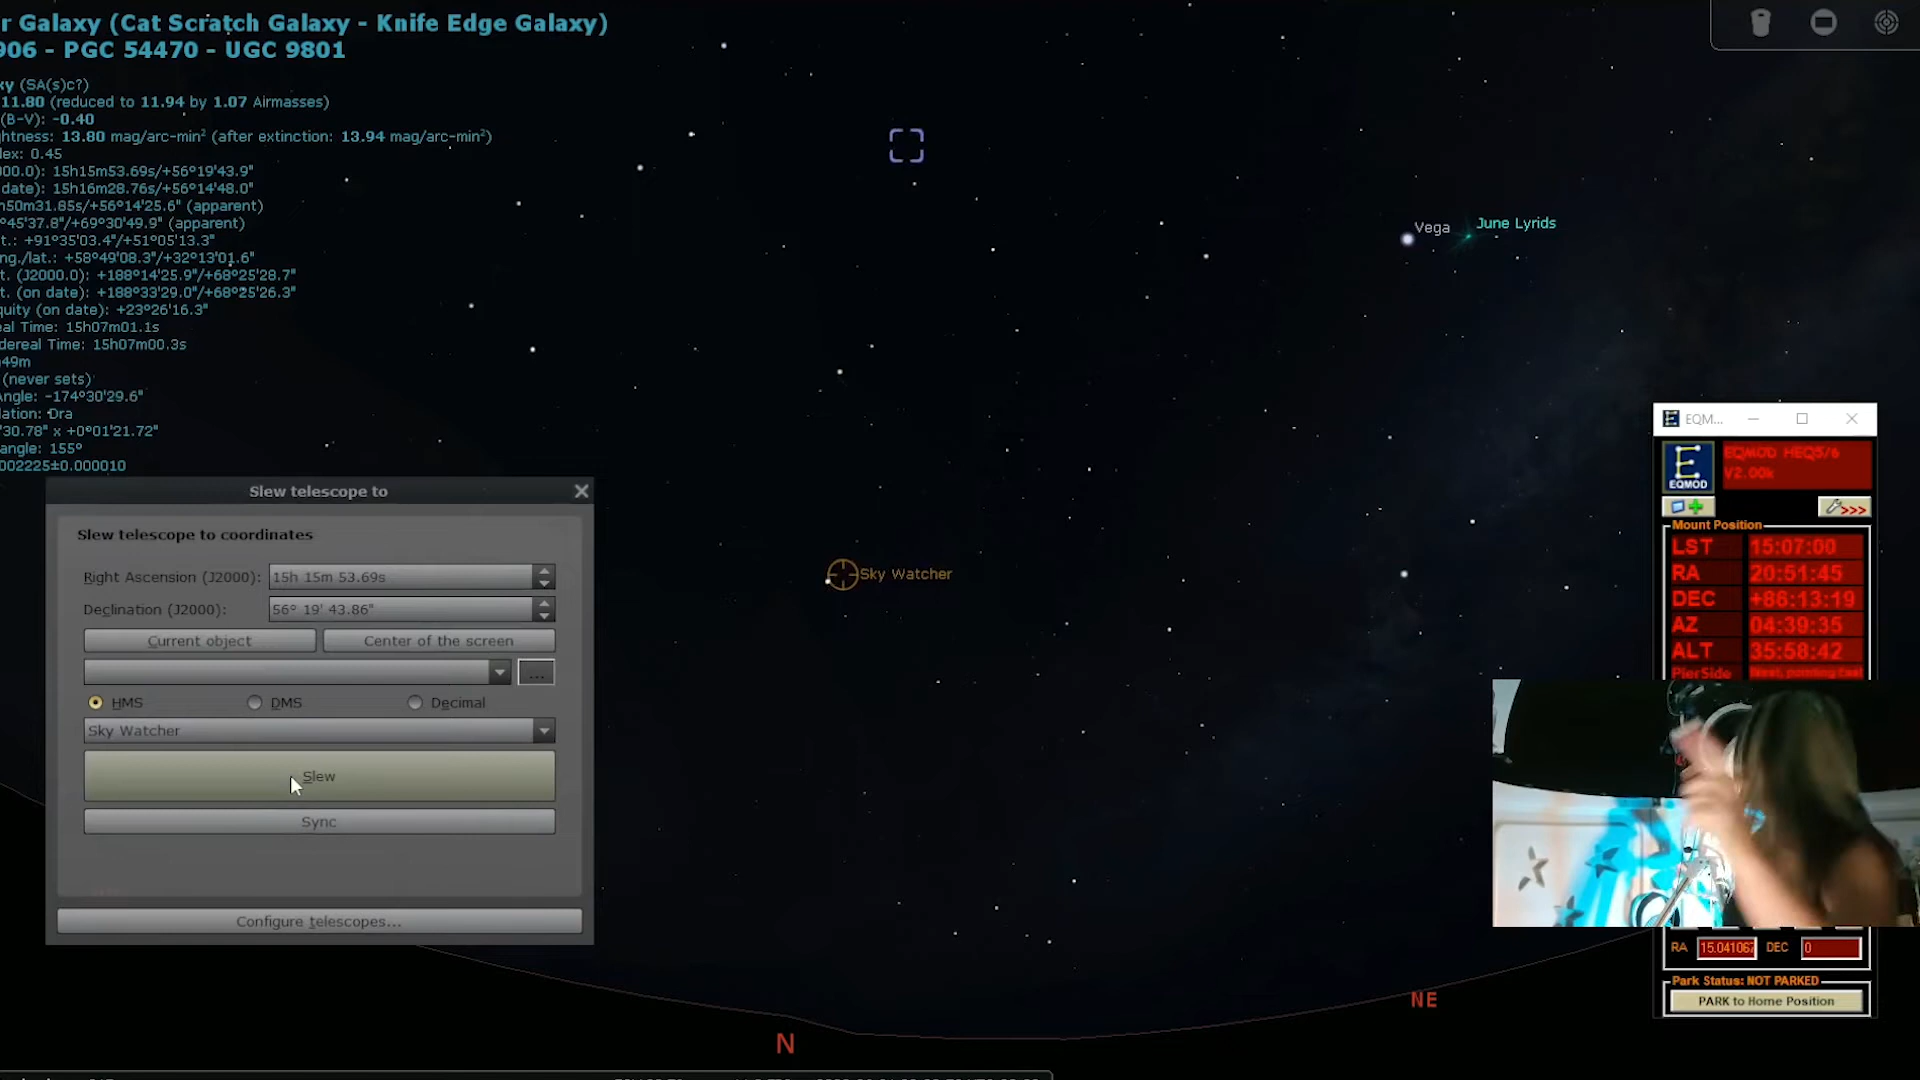 r Galaxy (Cat Scratch Galaxy - Knife Edge Galaxy)
906 - PGC 54470 - UGC 9801
ky (SA(s)c?)
11.80 (reduced to 11.94 by 1.07 Airmasses)
(B-V): -0.40
ghtness: 13.80 mag/arc-min² (after extinction: 13.94 mag/arc-min²)
dex: 0.45
000.0): 15h15m53.69s/+56°19'43.9"
date): 15h16m28.76s/+56°14'48.0"
h50m31.85s/+56°14'25.6" (apparent)
°45'37.8"/+69°30'49.9" (apparent)
t.: +91°35'03.4"/+51°05'13.3"
ng./lat.: +58°49'08.3"/+32°13'01.6"
t. (J2000.0): +188°14'25.9"/+68°25'28.7"
t. (on date): +188°33'29.0"/+68°25'26.3"
quity (on date): +23°26'16.3"
eal Time: 15h07m01.1s
dereal Time: 15h07m00.3s
h49m
(never sets)
Angle: -174°30'29.6"
lation: Dra
'30.78" x +0°01'21.72"
angle: 155°
002225±0.000010
Vega
June Lyrids
Sky Watcher
Slew telescope to
Slew telescope to coordinates
Right Ascension (J2000): 15h 15m 53.69s
Declination (J2000): 56° 19' 43.86"
Current object Center of the screen
...
HMS DMS Decimal
Sky Watcher
Slew
Sync
Configure telescopes...
EQM...
EQMOD HEQ5/6
V2.00k
EQMOD
>>>
Mount Position
LST 15:07:00
RA 20:51:45
DEC +88:13:19
AZ 04:39:35
ALT 35:58:42
PierSide
RA 15.04106 DEC 0
Park Status: NOT PARKED
PARK to Home Position
N
NE